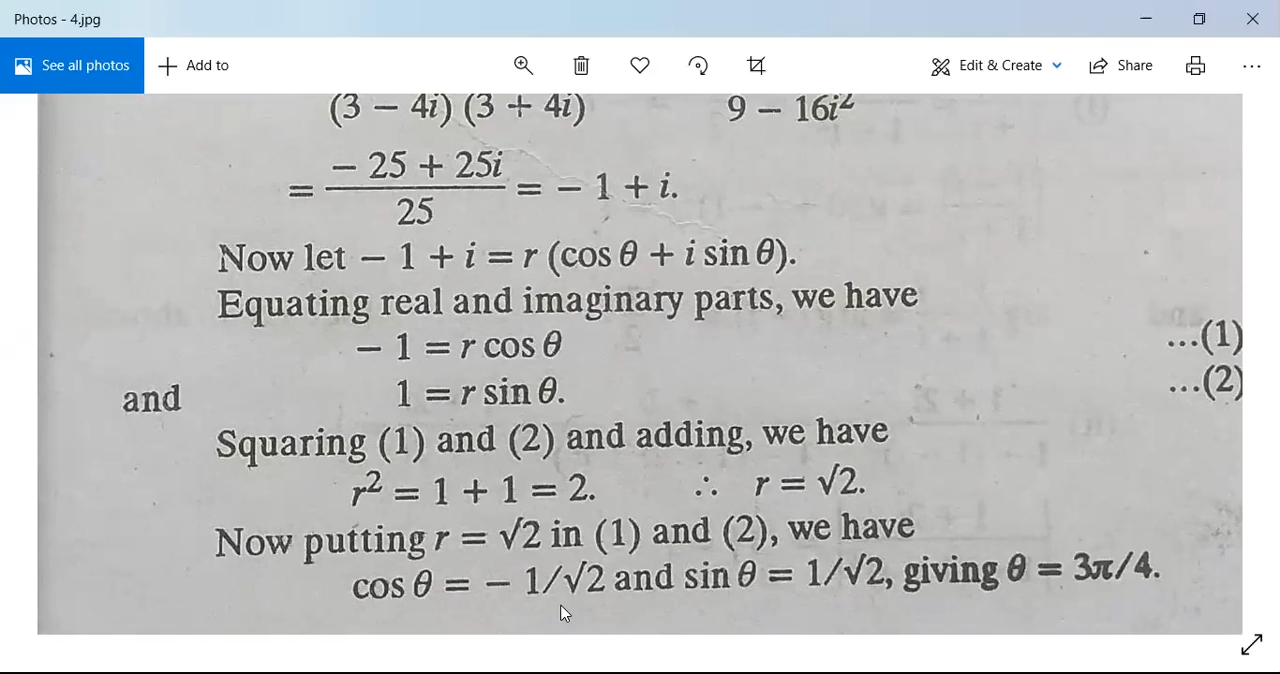 Photos - 4.jpg
See all photos
Add to
Edit & Create
Share
(3 − 4i) (3 + 4i) 9 − 16i²
= − 25 + 25i / 25 = − 1 + i.
Now let − 1 + i = r (cos θ + i sin θ).
Equating real and imaginary parts, we have
− 1 = r cos θ ...(1)
and 1 = r sin θ. ...(2)
Squaring (1) and (2) and adding, we have
r² = 1 + 1 = 2. ∴ r = √2.
Now putting r = √2 in (1) and (2), we have
cos θ = − 1/√2 and sin θ = 1/√2, giving θ = 3π/4.